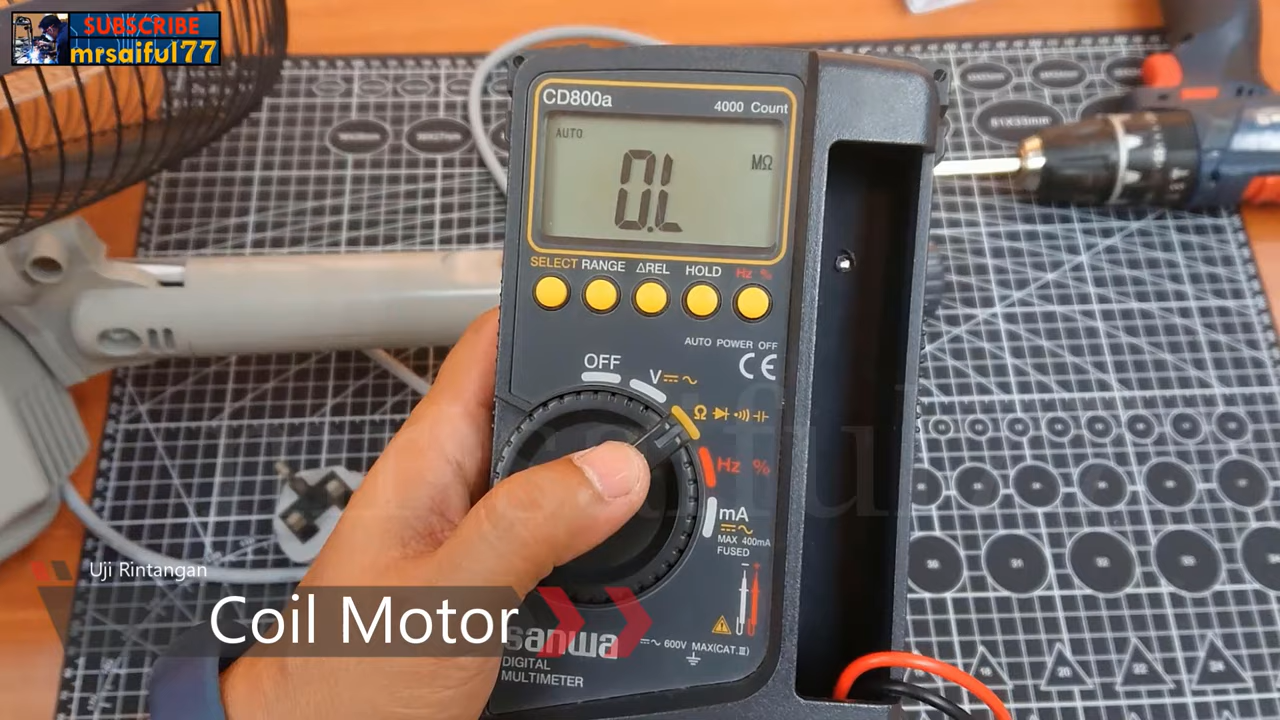 SUBSCRIBE
mrsaiful77
CD800a
4000 Count
AUTO
O.L
MΩ
SELECT RANGE ΔREL HOLD Hz %
AUTO POWER OFF
CE
OFF
V
Ω
Hz %
mA
MAX 400mA
FUSED
Uji Rintangan
Coil Motor
sanwa
600V MAX(CAT.III)
DIGITAL
MULTIMETER
51X33mm